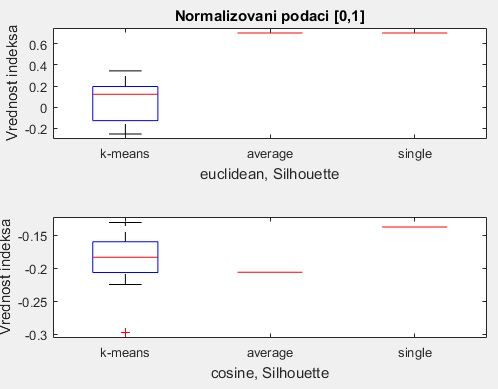 Normalizovani podaci [0,1]
Vrednost indeksa
0.6
0.4
0.2
0
-0.2
k-means average single
euclidean, Silhouette
Vrednost indeksa
-0.15
-0.2
-0.25
-0.3
k-means average single
cosine, Silhouette